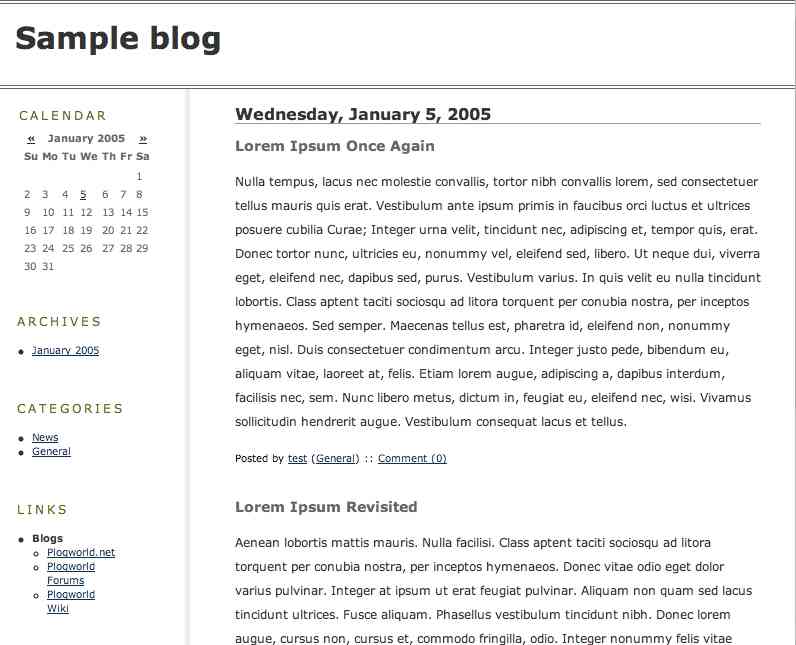 Sample blog
CALENDAR
« January 2005 »
Su Mo Tu We Th Fr Sa
1
2 3 4 5 6 7 8
9 10 11 12 13 14 15
16 17 18 19 20 21 22
23 24 25 26 27 28 29
30 31
ARCHIVES
January 2005
CATEGORIES
News
General
LINKS
Blogs
Plogworld.net
Plogworld
Forums
Plogworld
Wiki
Wednesday, January 5, 2005
Lorem Ipsum Once Again
Nulla tempus, lacus nec molestie convallis, tortor nibh convallis lorem, sed consectetuer
tellus mauris quis erat. Vestibulum ante ipsum primis in faucibus orci luctus et ultrices
posuere cubilia Curae; Integer urna velit, tincidunt nec, adipiscing et, tempor quis, erat.
Donec tortor nunc, ultricies eu, nonummy vel, eleifend sed, libero. Ut neque dui, viverra
eget, eleifend nec, dapibus sed, purus. Vestibulum varius. In quis velit eu nulla tincidunt
lobortis. Class aptent taciti sociosqu ad litora torquent per conubia nostra, per inceptos
hymenaeos. Sed semper. Maecenas tellus est, pharetra id, eleifend non, nonummy
eget, nisl. Duis consectetuer condimentum arcu. Integer justo pede, bibendum eu,
aliquam vitae, laoreet at, felis. Etiam lorem augue, adipiscing a, dapibus interdum,
facilisis nec, sem. Nunc libero metus, dictum in, feugiat eu, eleifend nec, wisi. Vivamus
sollicitudin hendrerit augue. Vestibulum consequat lacus et tellus.
Posted by test (General) :: Comment (0)
Lorem Ipsum Revisited
Aenean lobortis mattis mauris. Nulla facilisi. Class aptent taciti sociosqu ad litora
torquent per conubia nostra, per inceptos hymenaeos. Donec vitae odio eget dolor
varius pulvinar. Integer at ipsum ut erat feugiat pulvinar. Aliquam non quam sed lacus
tincidunt ultrices. Fusce aliquam. Phasellus vestibulum tincidunt nibh. Donec lorem
augue, cursus non, cursus et, commodo fringilla, odio. Integer nonummy felis vitae